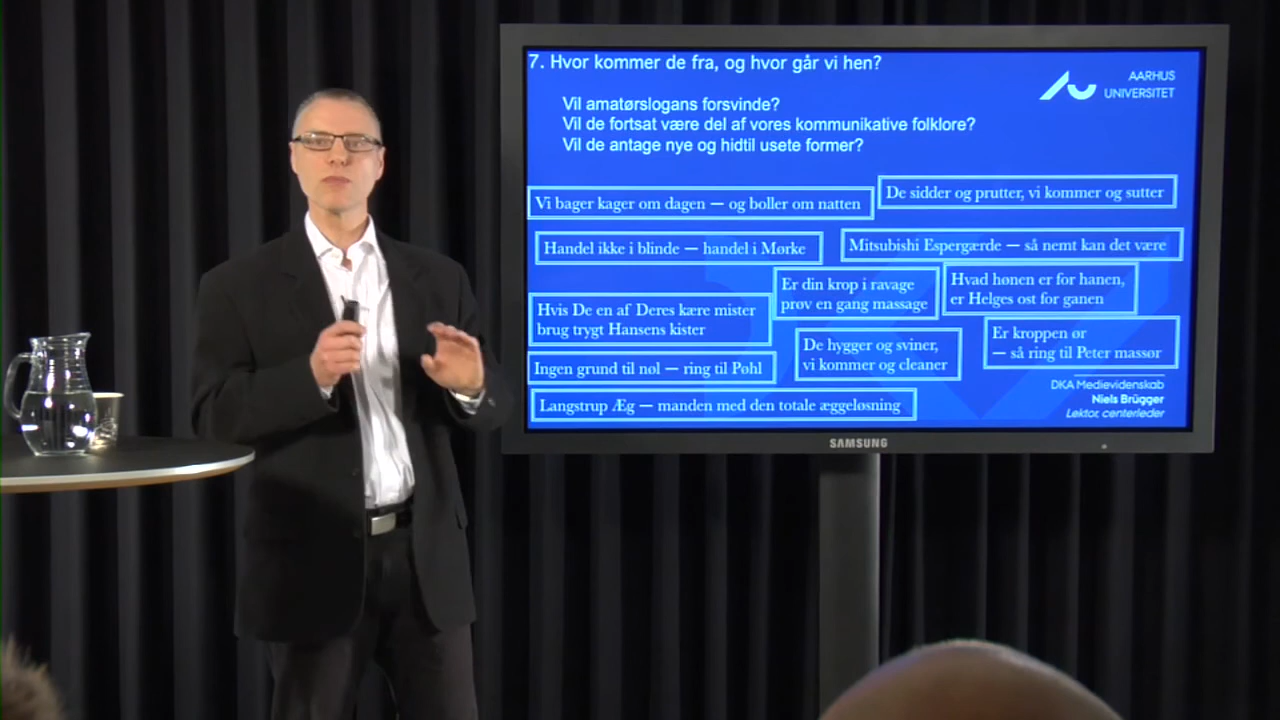 7. Hvor kommer de fra, og hvor går vi hen?
AARHUS
UNIVERSITET
Vil amatørslogans forsvinde?
Vil de fortsat være del af vores kommunikative folklore?
Vil de antage nye og hidtil usete former?
Vi bager kager om dagen — og boller om natten
De sidder og prutter, vi kommer og sutter
Handel ikke i blinde — handel i Mørke
Mitsubishi Espergærde — så nemt kan det være
Er din krop i ravage
prøv en gang massage
Hvad hønen er for hanen,
er Helges ost for ganen
Hvis De en af Deres kære mister
brug trygt Hansens kister
De hygger og sviner,
vi kommer og cleaner
Er kroppen ør
— så ring til Peter massør
Ingen grund til nøl — ring til Pøhl
Langstrup Æg — manden med den totale æggeløsning
DKA Medievidenskab
Niels Brügger
Lektor, centerleder
SAMSUNG